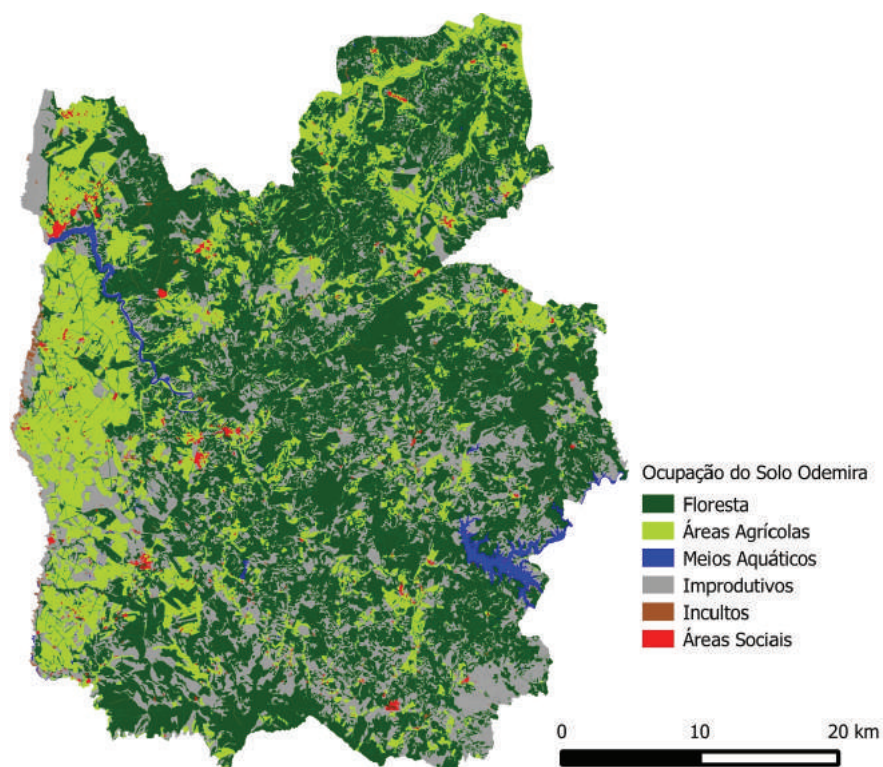 Ocupação do Solo Odemira
Floresta
Áreas Agrícolas
Meios Aquáticos
Improdutivos
Incultos
Áreas Sociais
0 10 20 km